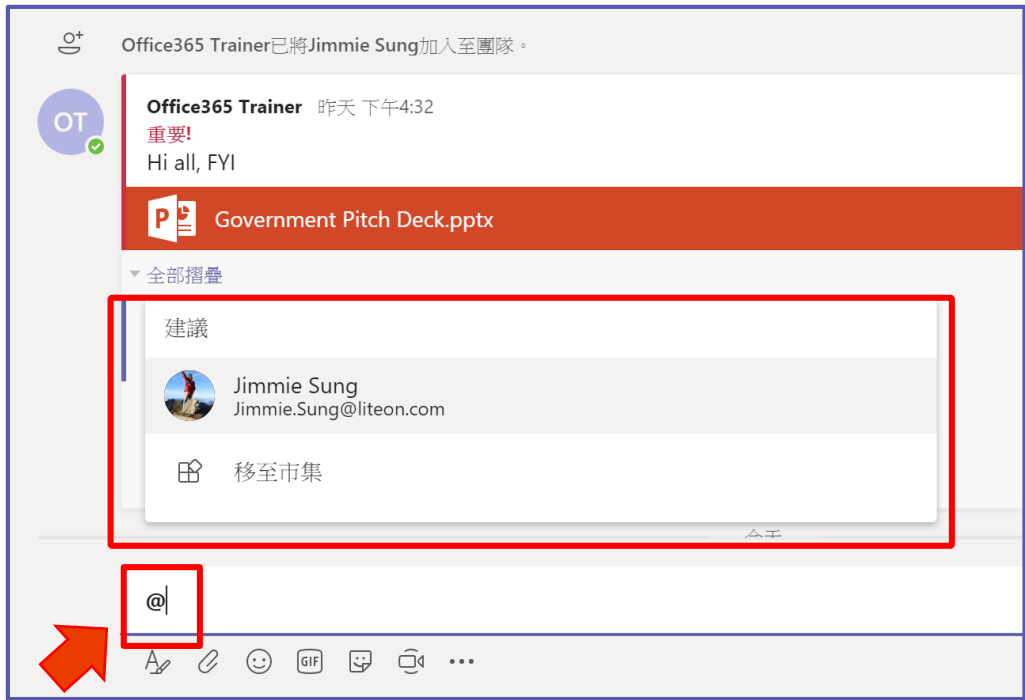 Office365 Trainer已將Jimmie Sung加入至團隊。
OT
Office365 Trainer 昨天 下午4:32
重要!
Hi all, FYI
Government Pitch Deck.pptx
全部摺疊
建議
Jimmie Sung
Jimmie.Sung@liteon.com
移至市集
今天
@
GIF